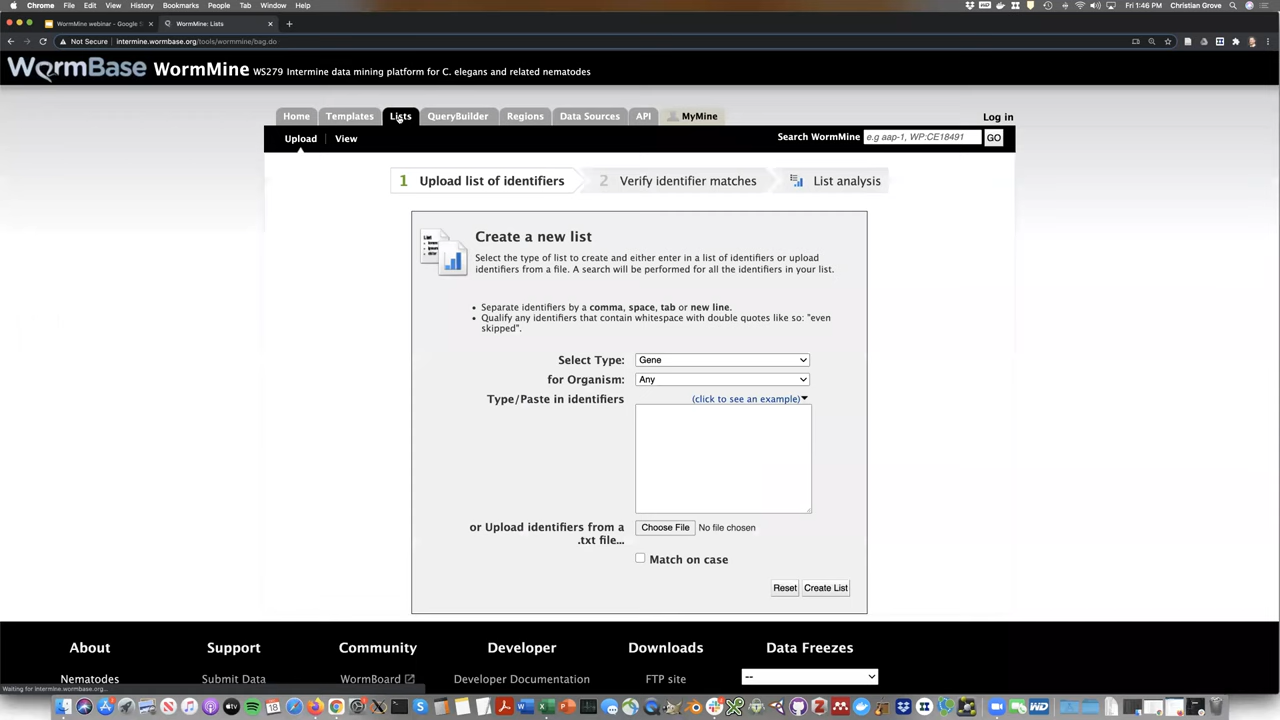 Chrome File Edit View History Bookmarks People Tab Window Help Fri 1:46 PM Christian Grove
WormMine webinar - Google S WormMine: Lists
Not Secure intermine.wormbase.org/tools/wormmine/bag.do
WormBase WormMine WS279 Intermine data mining platform for C. elegans and related nematodes
Home Templates Lists QueryBuilder Regions Data Sources API MyMine Log in
Upload View Search WormMine e.g aap-1, WP:CE18491 GO
1 Upload list of identifiers 2 Verify identifier matches List analysis
Create a new list
Select the type of list to create and either enter in a list of identifiers or upload
identifiers from a file. A search will be performed for all the identifiers in your list.
Separate identifiers by a comma, space, tab or new line.
Qualify any identifiers that contain whitespace with double quotes like so: "even
skipped".
Select Type: Gene
for Organism: Any
Type/Paste in identifiers (click to see an example)
or Upload identifiers from a Choose File No file chosen
.txt file...
Match on case
Reset Create List
About Support Community Developer Downloads Data Freezes
--
Nematodes Submit Data WormBoard Developer Documentation FTP site
Waiting for intermine.wormbase.org...